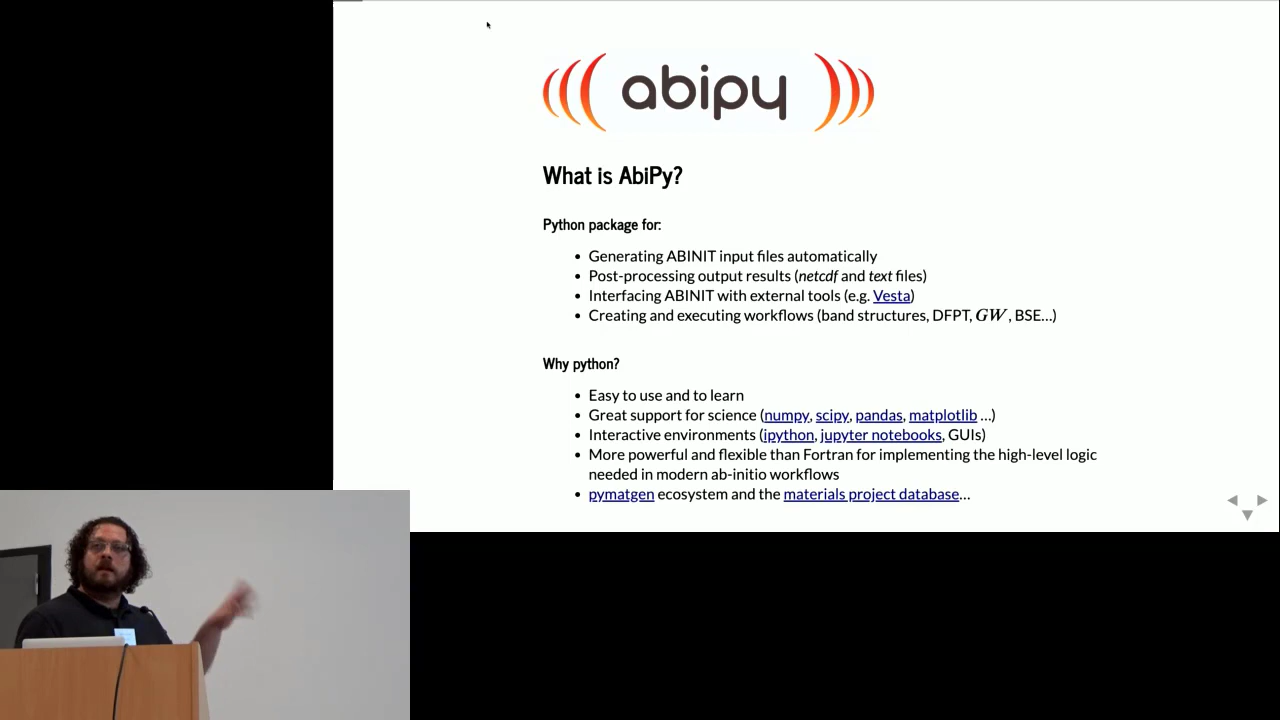 abipy
What is AbiPy?
Python package for:
• Generating ABINIT input files automatically
• Post-processing output results (netcdf and text files)
• Interfacing ABINIT with external tools (e.g. Vesta)
• Creating and executing workflows (band structures, DFPT, GW, BSE...)
Why python?
• Easy to use and to learn
• Great support for science (numpy, scipy, pandas, matplotlib ...)
• Interactive environments (ipython, jupyter notebooks, GUIs)
• More powerful and flexible than Fortran for implementing the high-level logic
needed in modern ab-initio workflows
• pymatgen ecosystem and the materials project database...